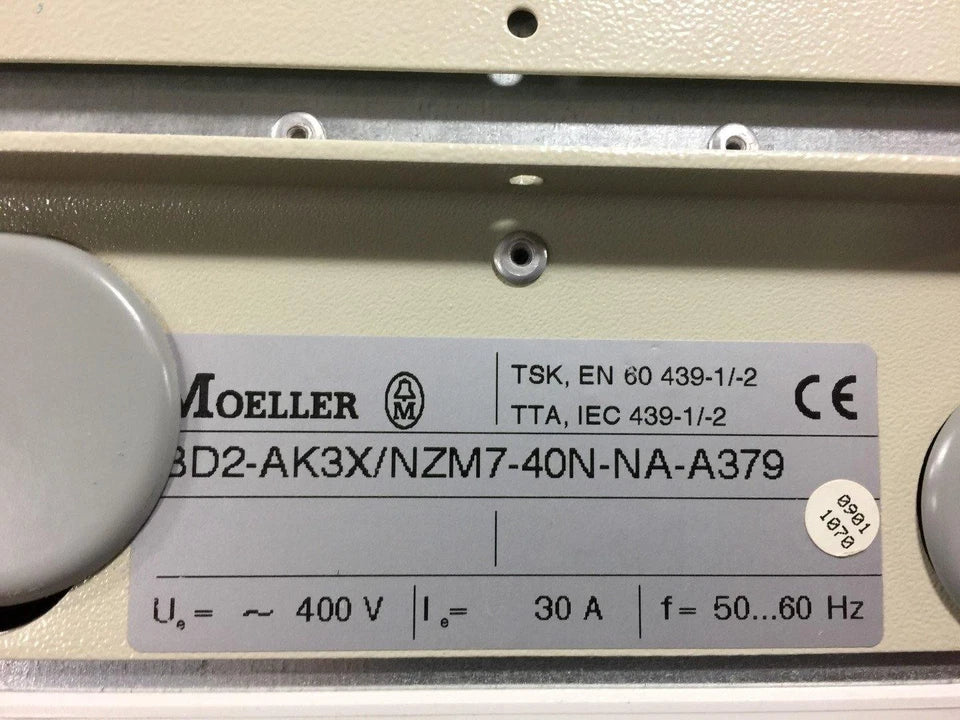 MOELLER
TSK, EN 60 439-1/-2
TTA, IEC 439-1/-2
BD2-AK3X/NZM7-40N-NA-A379
0901
1070
Ue = ~ 400 V
Ie = 30 A
f = 50...60 Hz
CE